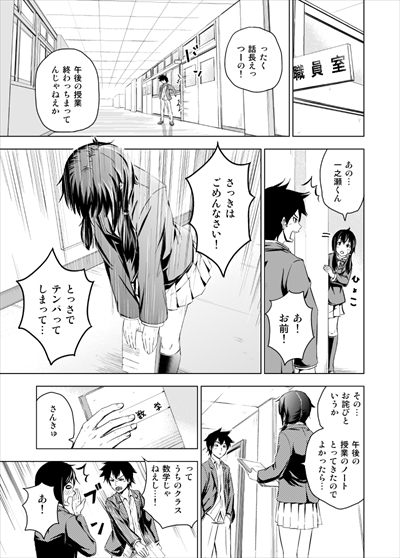 職員室
ったく
話長えっ
つーの！
午後の授業
終わっちまって
んじゃねえか
あの…
一之瀬くん
ひょこ
あ！
お前！
さっきは
ごめんなさい！
とっさで
テンパって
しまって…
その…
お詫びと
いうか
午後の
授業のノート
とってきたので
よかったら…
数学
さんきゅ
って
うちのクラス
数学じゃ
ねえし…！
あ！